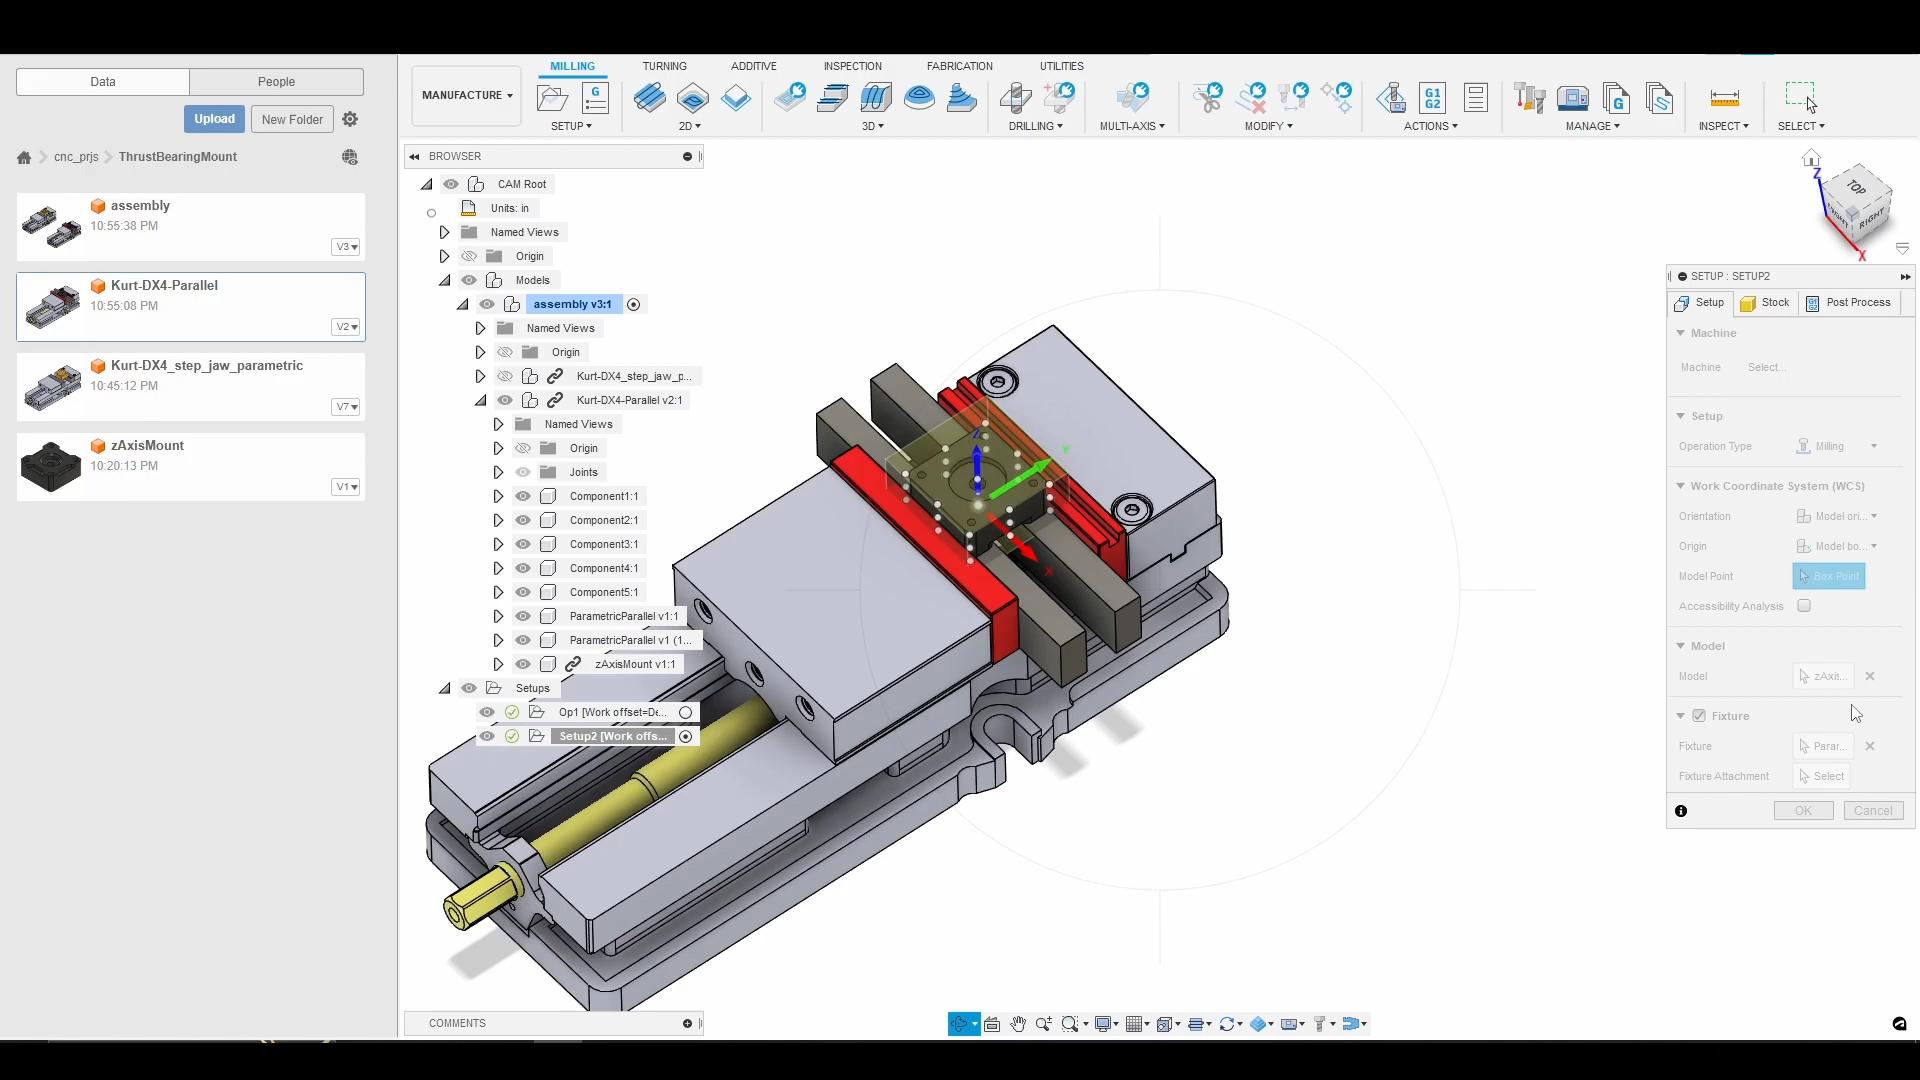 Data
People
Upload
New Folder
cnc_prjs
ThrustBearingMount
assembly
10:55:38 PM
V3
Kurt-DX4-Parallel
10:55:08 PM
V2
Kurt-DX4_step_jaw_parametric
10:45:12 PM
V7
zAxisMount
10:20:13 PM
V1
MANUFACTURE
MILLING
TURNING
ADDITIVE
INSPECTION
FABRICATION
UTILITIES
G
G1
G2
G
SETUP
2D
3D
DRILLING
MULTI-AXIS
MODIFY
ACTIONS
MANAGE
INSPECT
SELECT
BROWSER
CAM Root
Units: in
Named Views
Origin
Models
assembly v3:1
Named Views
Origin
Kurt-DX4_step_jaw_p...
Kurt-DX4-Parallel v2:1
Named Views
Origin
Joints
Component1:1
Component2:1
Component3:1
Component4:1
Component5:1
ParametricParallel v1:1
ParametricParallel v1 (1...
zAxisMount v1:1
Setups
Op1 [Work offset=De...
Setup2 [Work offs...
Z
Y
X
Z
TOP
FRONT
RIGHT
X
SETUP : SETUP2
Setup
Stock
G1
G2
Post Process
Machine
Machine
Select...
Setup
Operation Type
Milling
Work Coordinate System (WCS)
Orientation
Model ori...
Origin
Model bo...
Model Point
Box Point
Accessibility Analysis
Model
Model
zAxis...
Fixture
Fixture
Parar...
Fixture Attachment
Select
OK
Cancel
COMMENTS